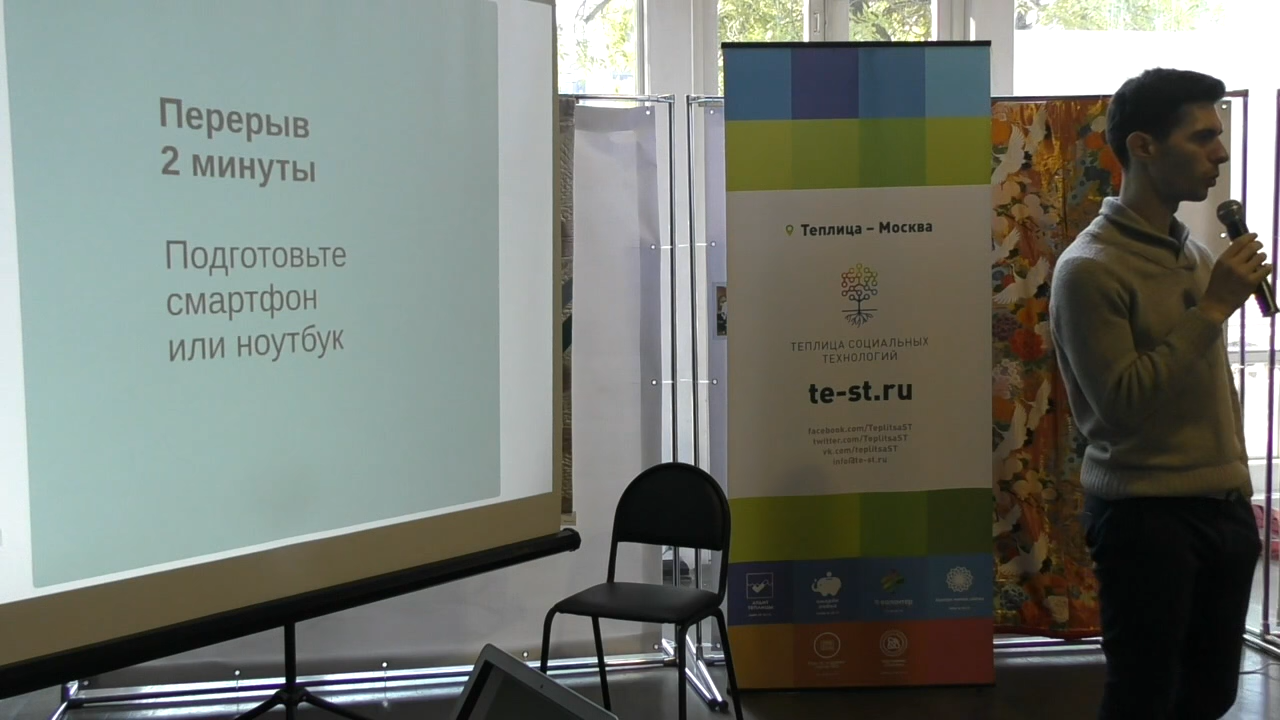 Перерыв
2 минуты
Подготовьте
смартфон
или ноутбук
Теплица – Москва
ТЕПЛИЦА СОЦИАЛЬНЫХ
ТЕХНОЛОГИЙ
te-st.ru
facebook.com/TeplitsaST
twitter.com/TeplitsaST
vk.com/teplitsaST
info@te-st.ru